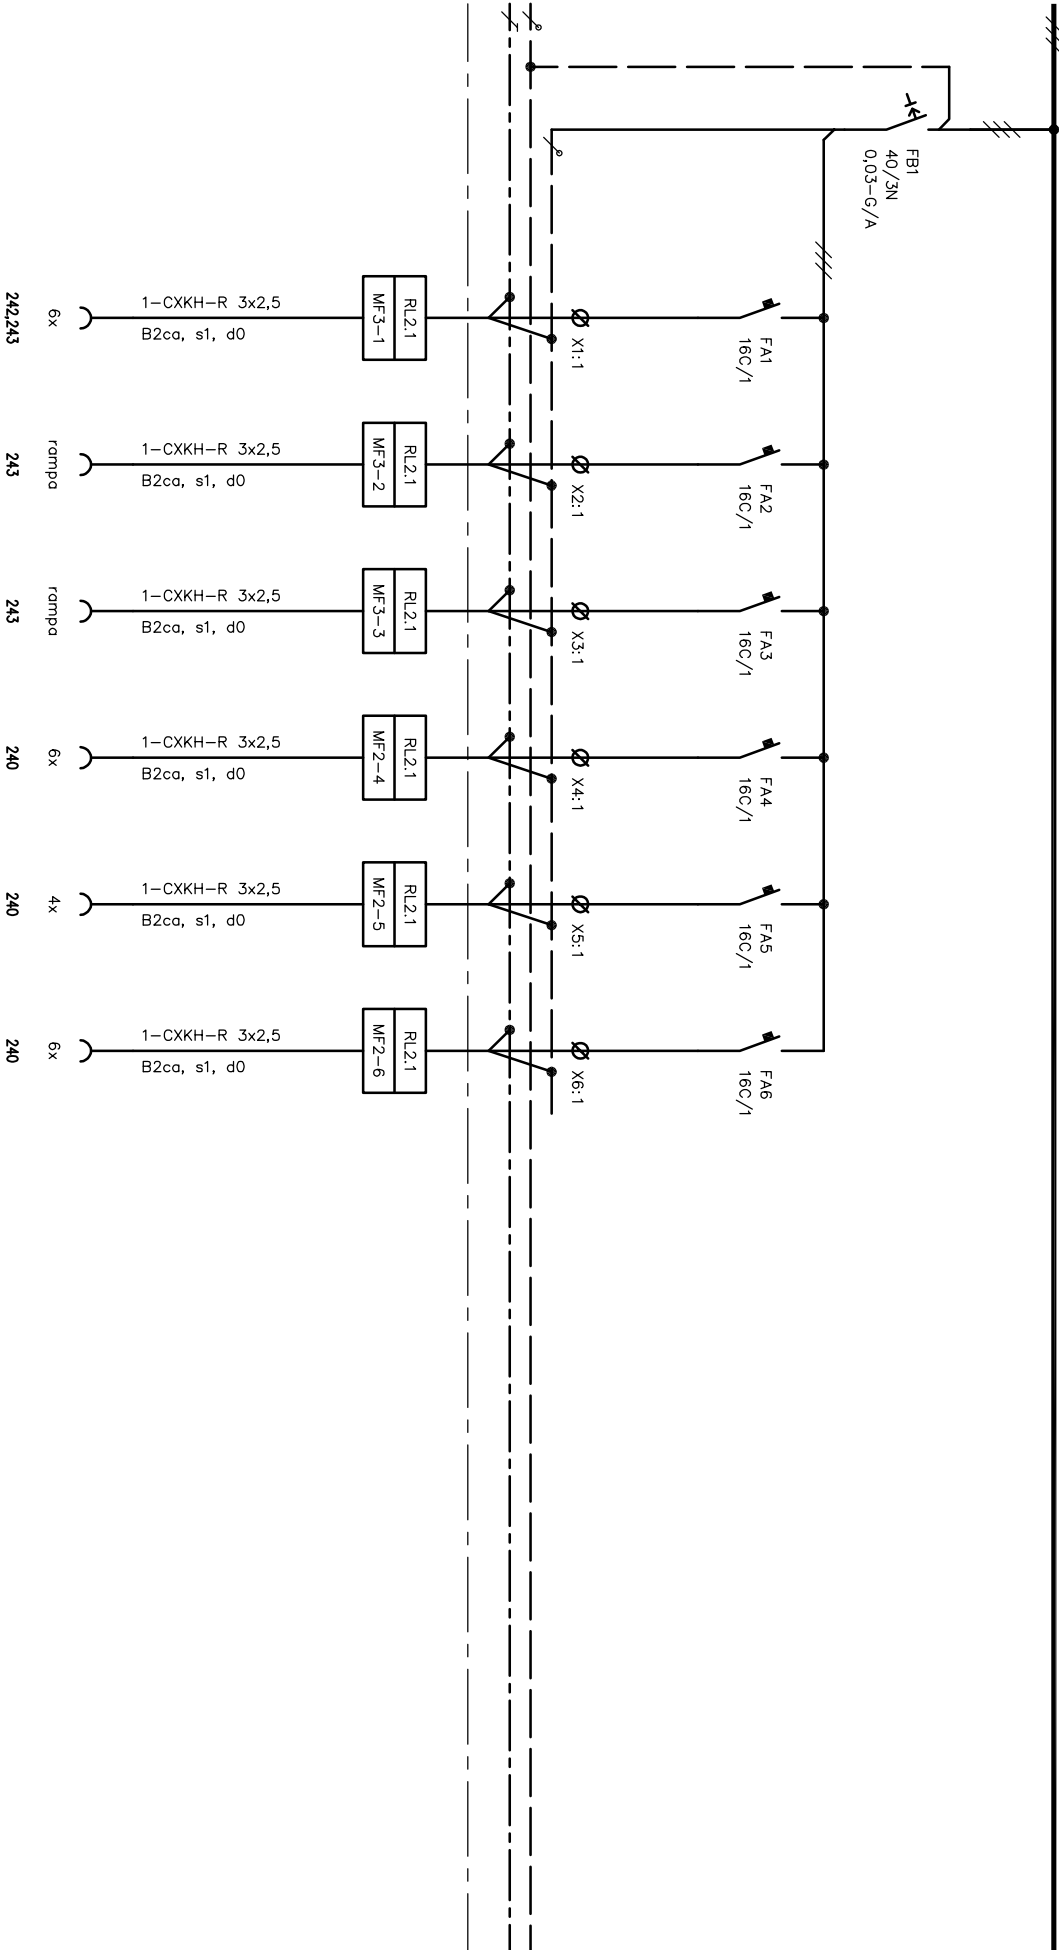 FB1
40/3N
0,03-G/A
FA1
16C/1
X1:1
RL2.1
MF3-1
1-CXKH-R 3x2,5
B2ca, s1, d0
6x
242,243
FA2
16C/1
X2:1
RL2.1
MF3-2
1-CXKH-R 3x2,5
B2ca, s1, d0
rampa
243
FA3
16C/1
X3:1
RL2.1
MF3-3
1-CXKH-R 3x2,5
B2ca, s1, d0
rampa
243
FA4
16C/1
X4:1
RL2.1
MF2-4
1-CXKH-R 3x2,5
B2ca, s1, d0
6x
240
FA5
16C/1
X5:1
RL2.1
MF2-5
1-CXKH-R 3x2,5
B2ca, s1, d0
4x
240
FA6
16C/1
X6:1
RL2.1
MF2-6
1-CXKH-R 3x2,5
B2ca, s1, d0
6x
240